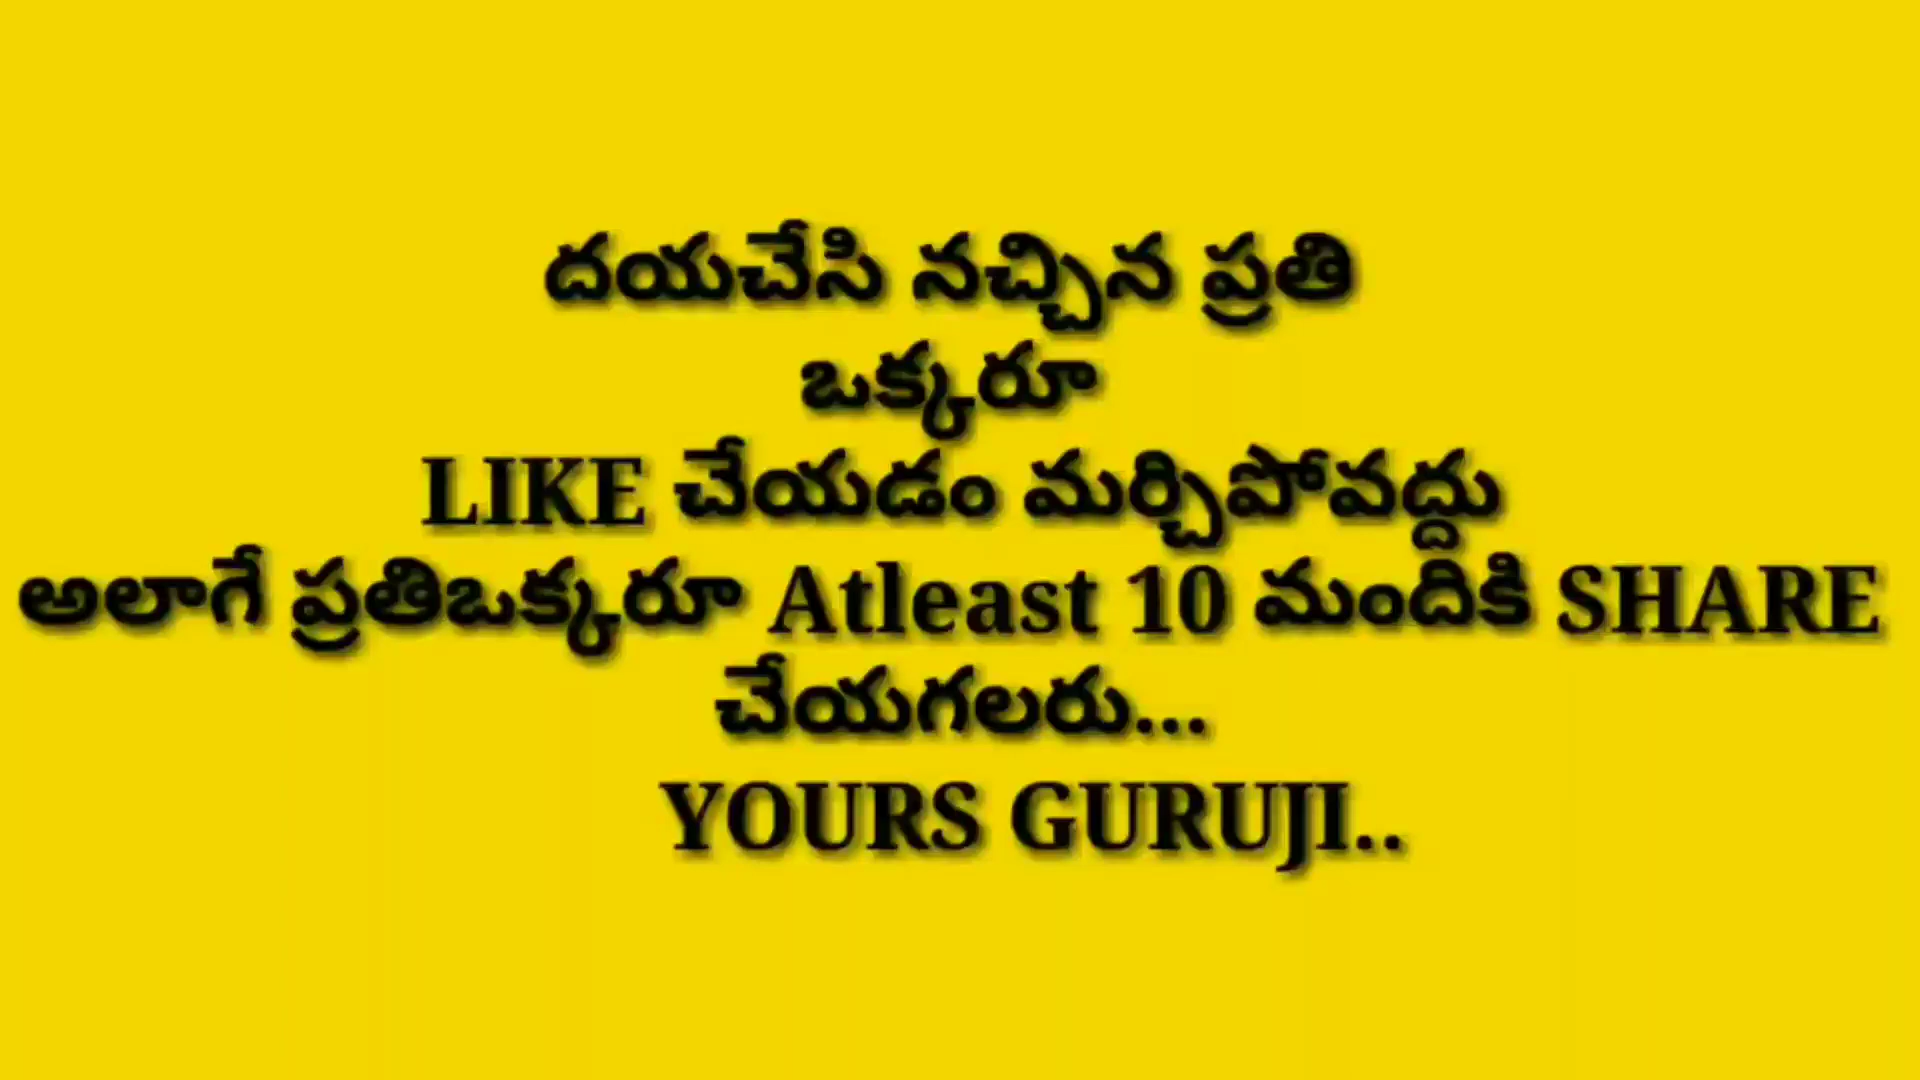 దయచేసి నచ్చిన ప్రతి
ఒక్కరూ
LIKE చేయడం మర్చిపోవద్దు
అలాగే ప్రతిఒక్కరూ Atleast 10 మందికి SHARE
చేయగలరు...
YOURS GURUJI..